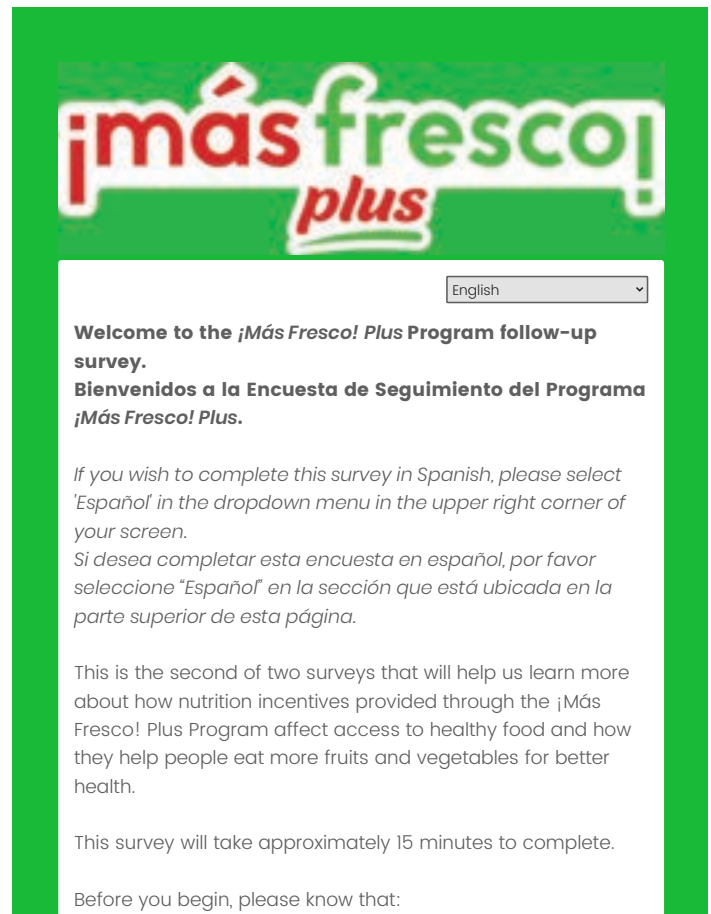 ¡más fresco!
plus
English
Welcome to the ¡Más Fresco! Plus Program follow-up
survey.
Bienvenidos a la Encuesta de Seguimiento del Programa
¡Más Fresco! Plus.
If you wish to complete this survey in Spanish, please select
'Español' in the dropdown menu in the upper right corner of
your screen.
Si desea completar esta encuesta en español, por favor
seleccione “Español” en la sección que está ubicada en la
parte superior de esta página.
This is the second of two surveys that will help us learn more
about how nutrition incentives provided through the ¡Más
Fresco! Plus Program affect access to healthy food and how
they help people eat more fruits and vegetables for better
health.
This survey will take approximately 15 minutes to complete.
Before you begin, please know that: